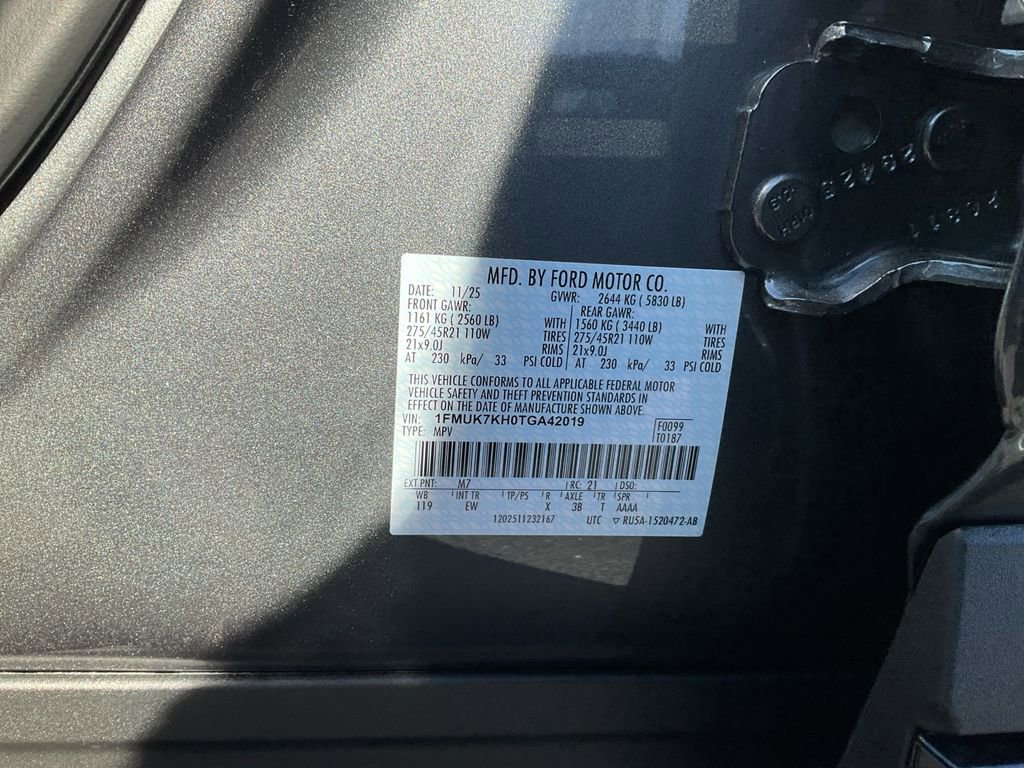 MFD. BY FORD MOTOR CO.
DATE: 11/25 GVWR: 2644 KG ( 5830 LB)
FRONT GAWR: REAR GAWR:
1161 KG ( 2560 LB) WITH 1560 KG ( 3440 LB) WITH
275/45R21 110W TIRES 275/45R21 110W TIRES
21x9.0J RIMS 21x9.0J RIMS
AT 230 kPa/ 33 PSI COLD AT 230 kPa/ 33 PSI COLD
THIS VEHICLE CONFORMS TO ALL APPLICABLE FEDERAL MOTOR
VEHICLE SAFETY AND THEFT PREVENTION STANDARDS IN
EFFECT ON THE DATE OF MANUFACTURE SHOWN ABOVE.
VIN: 1FMUK7KH0TGA42019 F0099
TYPE: MPV T0187
EXT PNT: M7 RC: 21 DSO:
WB INT TR TP/PS R AXLE TR SPR
119 EW X 3B T AAAA
1202511232167 UTC ▽ RU5A-1520472-AB